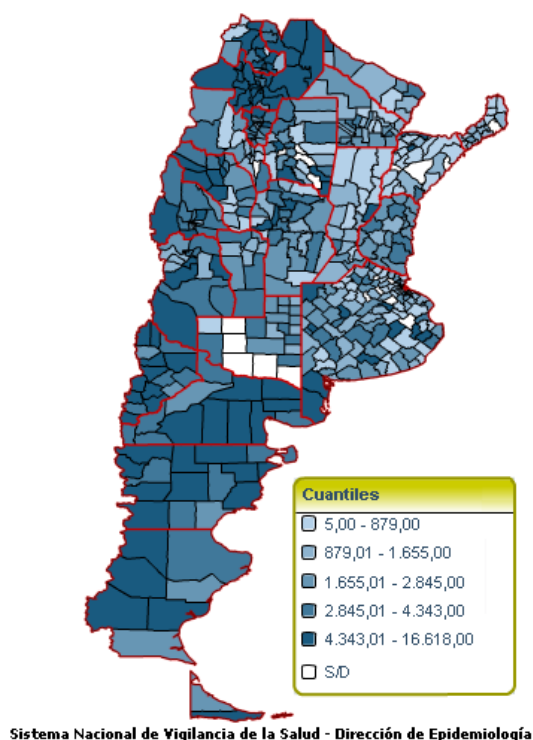 Cuantiles
5,00 - 879,00
879,01 - 1.655,00
1.655,01 - 2.845,00
2.845,01 - 4.343,00
4.343,01 - 16.618,00
S/D
Sistema Nacional de Vigilancia de la Salud - Dirección de Epidemiología